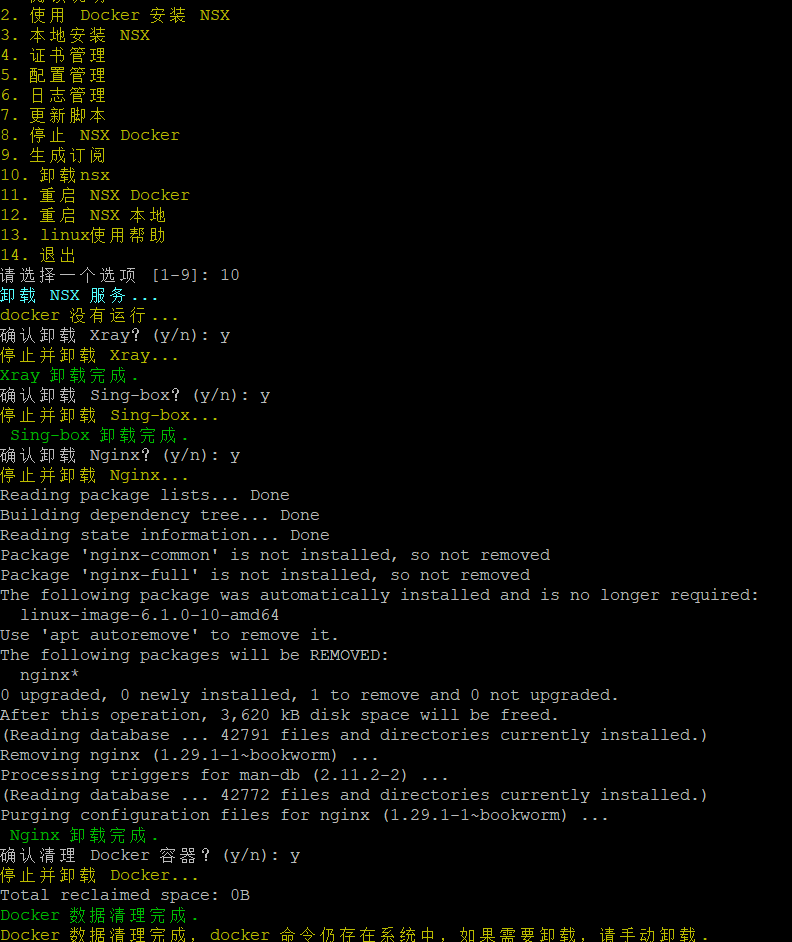 2. 使用 Docker 安装 NSX
3. 本地安装 NSX
4. 证书管理
5. 配置管理
6. 日志管理
7. 更新脚本
8. 停止 NSX Docker
9. 生成订阅
10. 卸载nsx
11. 重启 NSX Docker
12. 重启 NSX 本地
13. linux使用帮助
14. 退出
请选择一个选项 [1-9]: 10
卸载 NSX 服务...
docker 没有运行...
确认卸载 Xray? (y/n): y
停止并卸载 Xray...
Xray 卸载完成.
确认卸载 Sing-box? (y/n): y
停止并卸载 Sing-box...
 Sing-box 卸载完成.
确认卸载 Nginx? (y/n): y
停止并卸载 Nginx...
Reading package lists... Done
Building dependency tree... Done
Reading state information... Done
Package 'nginx-common' is not installed, so not removed
Package 'nginx-full' is not installed, so not removed
The following package was automatically installed and is no longer required:
  linux-image-6.1.0-10-amd64
Use 'apt autoremove' to remove it.
The following packages will be REMOVED:
  nginx*
0 upgraded, 0 newly installed, 1 to remove and 0 not upgraded.
After this operation, 3,620 kB disk space will be freed.
(Reading database ... 42791 files and directories currently installed.)
Removing nginx (1.29.1-1~bookworm) ...
Processing triggers for man-db (2.11.2-2) ...
(Reading database ... 42772 files and directories currently installed.)
Purging configuration files for nginx (1.29.1-1~bookworm) ...
 Nginx 卸载完成.
确认清理 Docker 容器? (y/n): y
停止并卸载 Docker...
Total reclaimed space: 0B
Docker 数据清理完成.
Docker 数据清理完成, docker 命令仍存在系统中, 如果需要卸载, 请手动卸载.